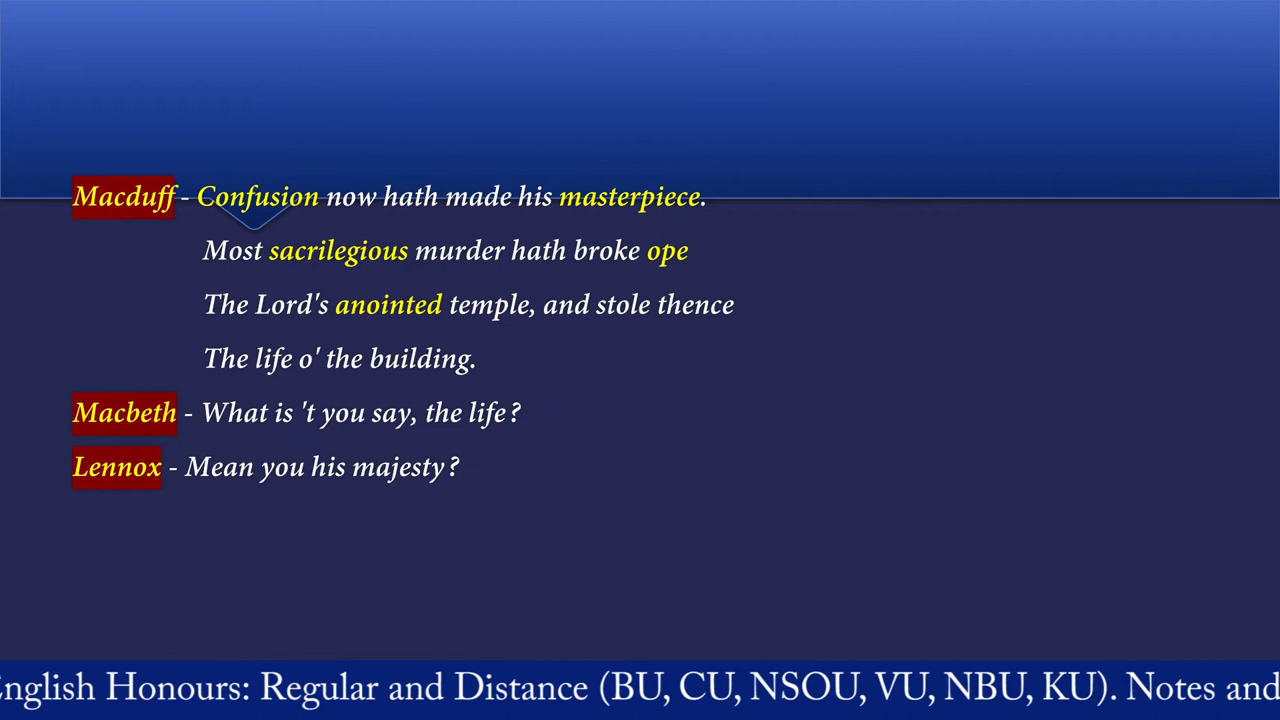 Macduff - Confusion now hath made his masterpiece.
Most sacrilegious murder hath broke ope
The Lord's anointed temple, and stole thence
The life o' the building.
Macbeth - What is 't you say, the life?
Lennox - Mean you his majesty?
English Honours: Regular and Distance (BU, CU, NSOU, VU, NBU, KU). Notes and